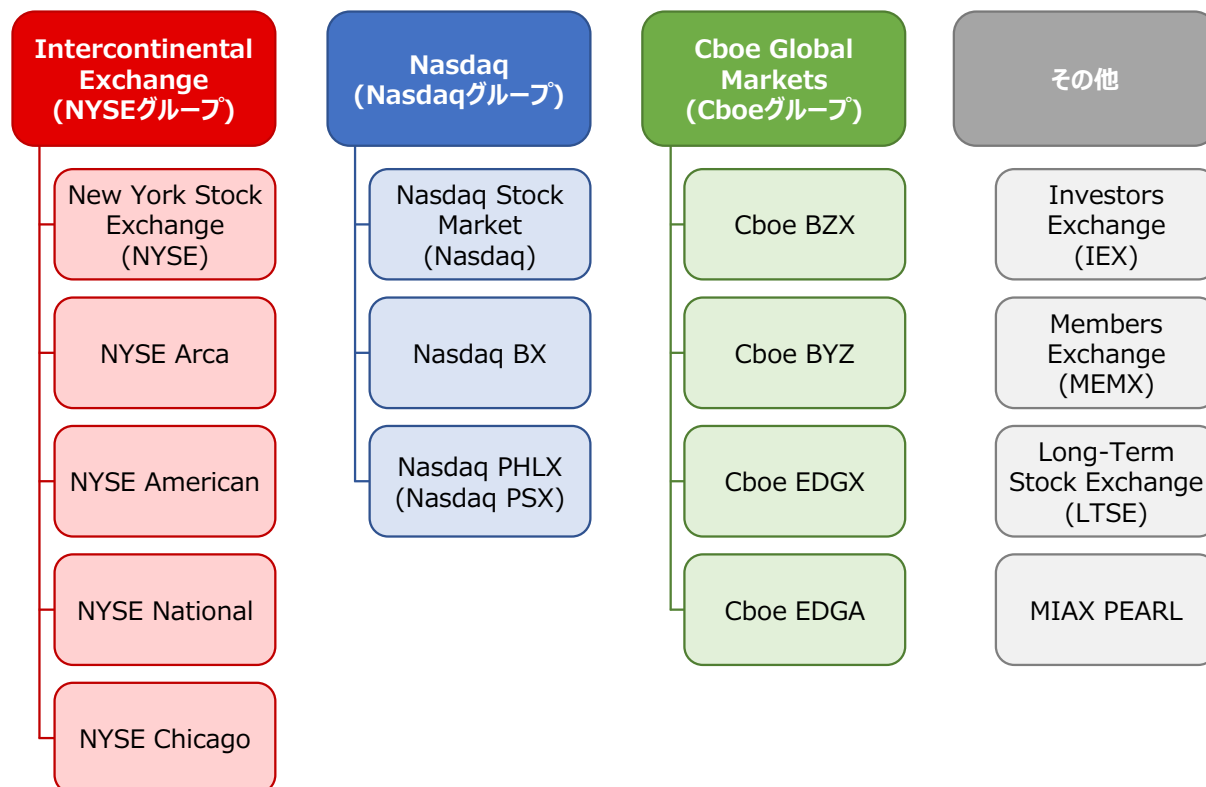 Intercontinental
Exchange
(NYSEグループ)
New York Stock
Exchange
(NYSE)
NYSE Arca
NYSE American
NYSE National
NYSE Chicago
Nasdaq
(Nasdaqグループ)
Nasdaq Stock
Market
(Nasdaq)
Nasdaq BX
Nasdaq PHLX
(Nasdaq PSX)
Cboe Global
Markets
(Cboeグループ)
Cboe BZX
Cboe BYZ
Cboe EDGX
Cboe EDGA
その他
Investors
Exchange
(IEX)
Members
Exchange
(MEMX)
Long-Term
Stock Exchange
(LTSE)
MIAX PEARL